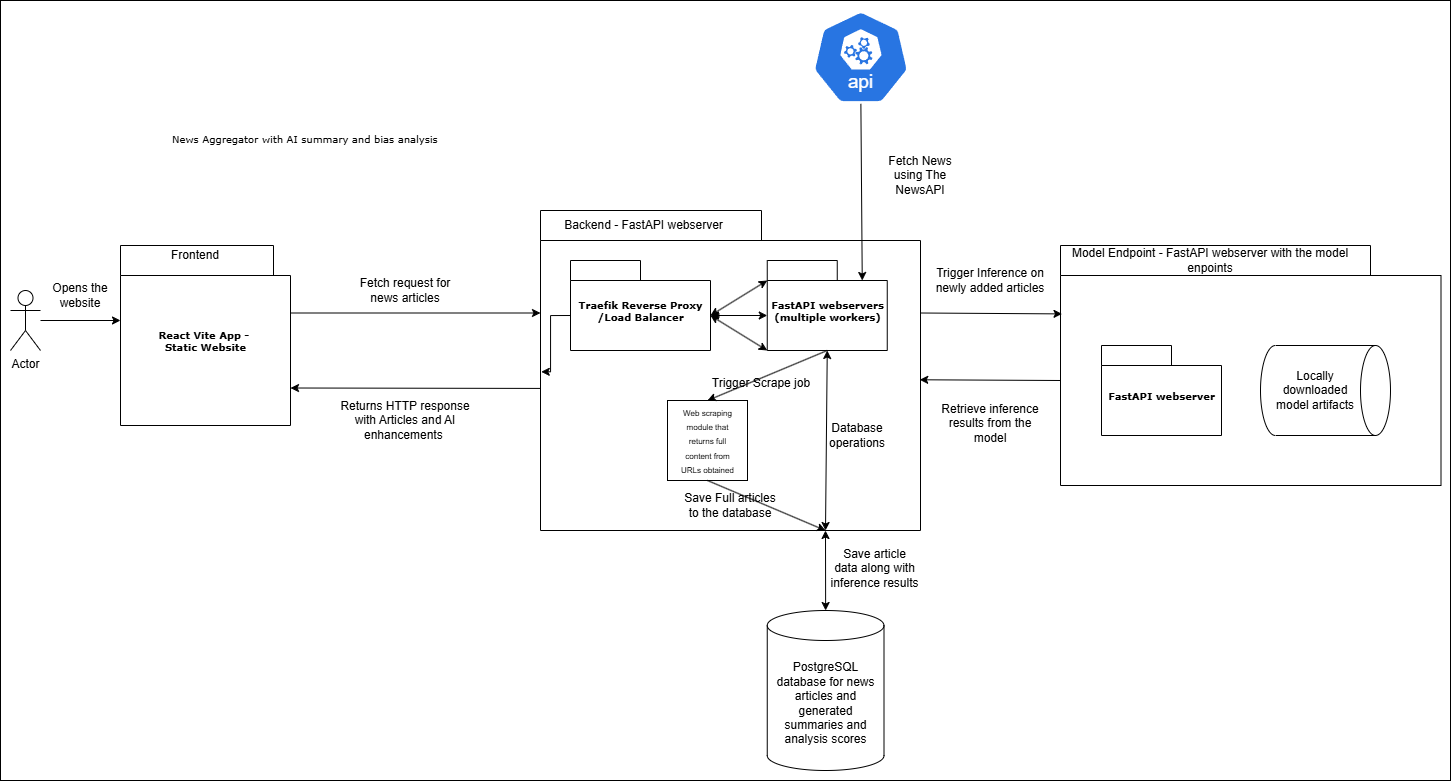 api
News Aggregator with AI summary and bias analysis
Fetch News
using The
NewsAPI
Backend - FastAPI webserver
Frontend
Model Endpoint - FastAPI webserver with the model
enpoints
Opens the
website
Actor
React Vite App -
Static Website
Fetch request for
news articles
Returns HTTP response
with Articles and AI
enhancements
Traefik Reverse Proxy
/Load Balancer
FastAPI webservers
(multiple workers)
Trigger Scrape job
Web scraping
module that
returns full
content from
URLs obtained
Save Full articles
to the database
Database
operations
Trigger Inference on
newly added articles
Retrieve inference
results from the
model
FastAPI webserver
Locally
downloaded
model artifacts
Save article
data along with
inference results
PostgreSQL
database for news
articles and
generated
summaries and
analysis scores